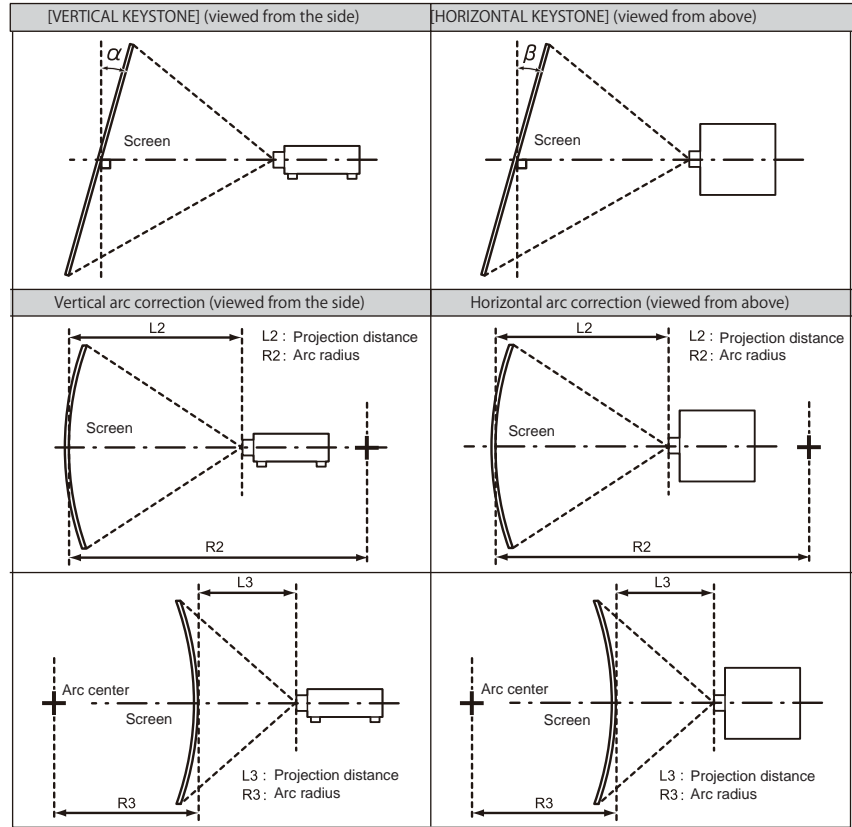 [VERTICAL KEYSTONE] (viewed from the side)
[HORIZONTAL KEYSTONE] (viewed from above)
α
Screen
β
Screen
Vertical arc correction (viewed from the side)
Horizontal arc correction (viewed from above)
L2
L2 : Projection distance
R2 : Arc radius
Screen
R2
L2
L2 : Projection distance
R2 : Arc radius
Screen
R2
L3
Arc center
Screen
L3 : Projection distance
R3 : Arc radius
R3
L3
Arc center
Screen
L3 : Projection distance
R3 : Arc radius
R3